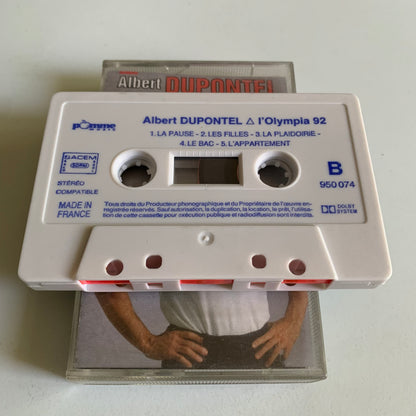 Albert DUPONTEL
pomme
MUSIC
Albert DUPONTEL △ l'Olympia 92
1. LA PAUSE - 2. LES FILLES - 3. LA PLAIDOIRIE -
4. LE BAC - 5. L'APPARTEMENT
SACEM
SDRM
STÉRÉO
COMPATIBLE
B
950 074
MADE IN
FRANCE
Tous droits du Producteur phonographique et du Propriétaire de l'œuvre en-
registrée réservés. Sauf autorisation, la duplication, la location, le prêt, l'utilisa-
tion de cette cassette pour exécution publique et radiodiffusion sont interdits.
DOLBY
SYSTEM